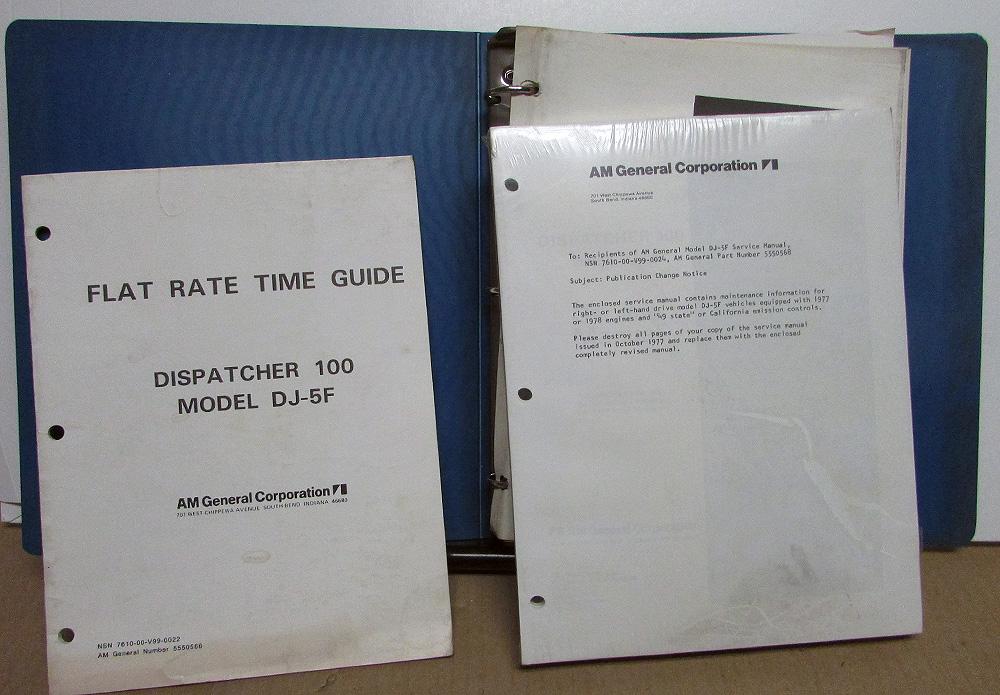 FLAT RATE TIME GUIDE
DISPATCHER 100
MODEL DJ-5F
AM General Corporation
701 WEST CHIPPEWA AVENUE SOUTH BEND INDIANA 46680
NSN 7610-00-V99-0022
AM General Number 5550568
AM General Corporation
701 West Chippewa Avenue
South Bend, Indiana 46680
To: Recipients of AM General Model DJ-5F Service Manual,
NSN 7610-00-V99-0024, AM General Part Number 5550568
Subject: Publication Change Notice
The enclosed service manual contains maintenance information for
right- or left-hand drive model DJ-5F vehicles equipped with 1977
or 1978 engines and "49 state" or California emission controls.
Please destroy all pages of your copy of the service manual
issued in October 1977 and replace them with the enclosed
completely revised manual.